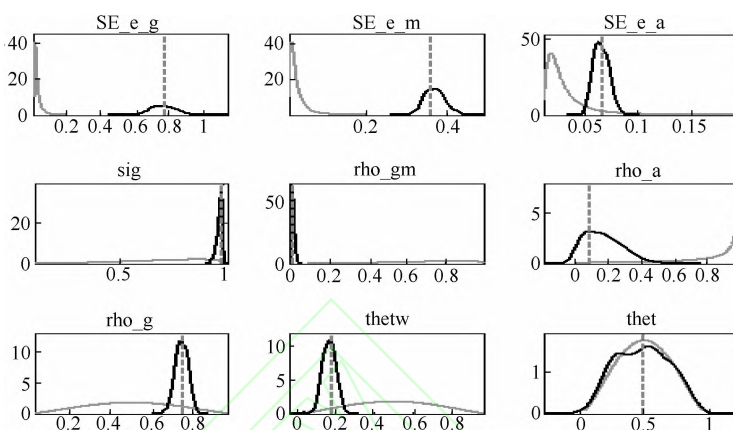 SE_e_g SE_e_m SE_e_a
40 40 50
20 20
0 0
0.2 0.4 0.6 0.8 1 0.2 0.4 0.05 0.1 0.15
sig rho_gm rho_a
20 50 5
0 0 0
0.5 1 0 0.2 0.4 0.6 0.8 0 0.2 0.4 0.6 0.8
rho_g thetw thet
10 10
5 5 1
0 0 0
0.2 0.4 0.6 0.8 0 0.2 0.4 0.6 0.8 0 0.5 1